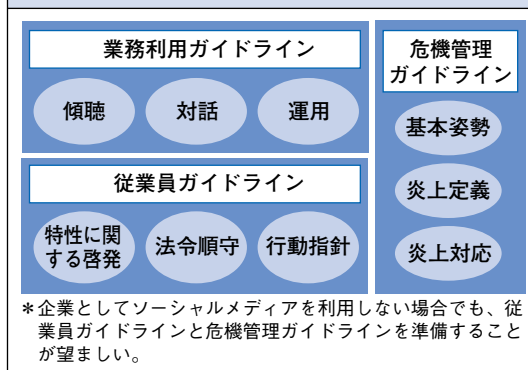 業務利用ガイドライン
傾聴
対話
運用
従業員ガイドライン
特性に関
する啓発
法令順守
行動指針
危機管理
ガイドライン
基本姿勢
炎上定義
炎上対応
＊企業としてソーシャルメディアを利用しない場合でも、従
業員ガイドラインと危機管理ガイドラインを準備すること
が望ましい。